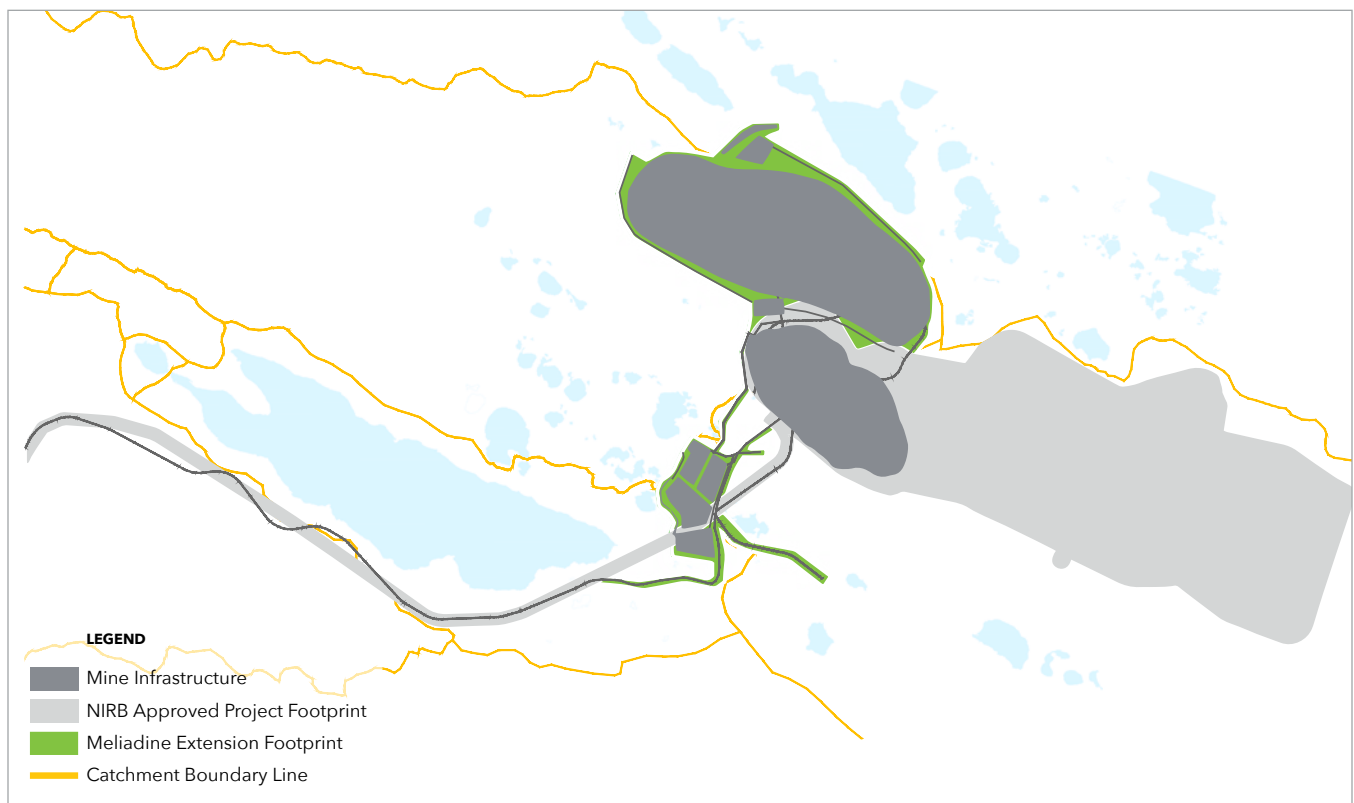 LEGEND
Mine Infrastructure
NIRB Approved Project Footprint
Meliadine Extension Footprint
Catchment Boundary Line